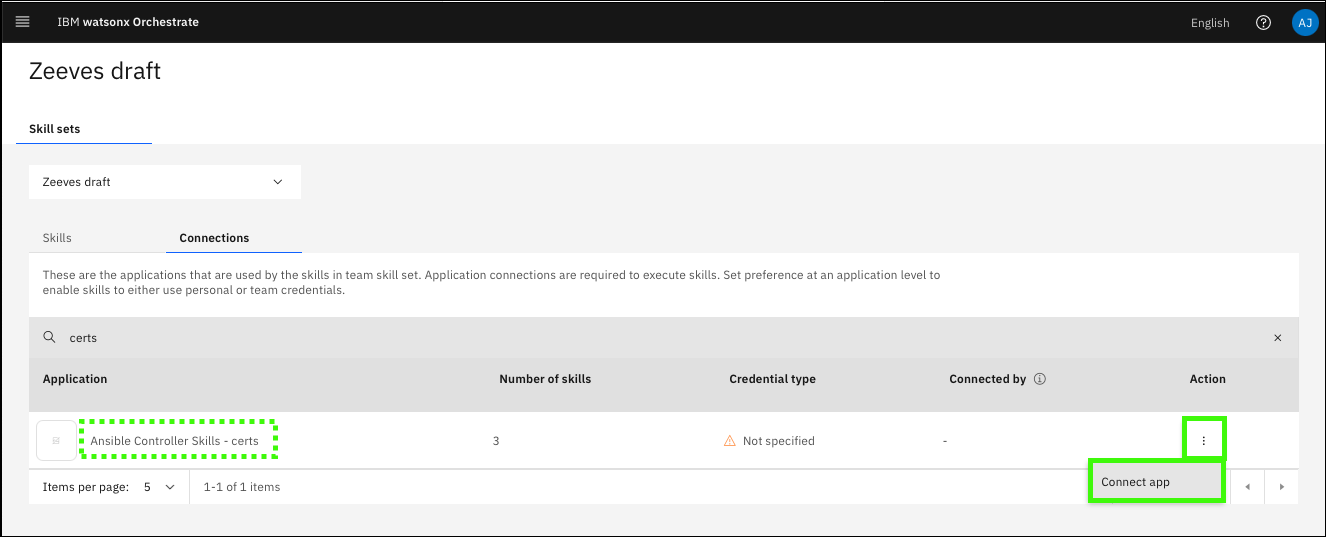 IBM watsonx Orchestrate
English
AJ
Zeeves draft
Skill sets
Zeeves draft
Skills
Connections
These are the applications that are used by the skills in team skill set. Application connections are required to execute skills. Set preference at an application level to
enable skills to either use personal or team credentials.
certs
Application
Number of skills
Credential type
Connected by
Action
Ansible Controller Skills - certs
3
Not specified
-
Connect app
Items per page:
5
1-1 of 1 items